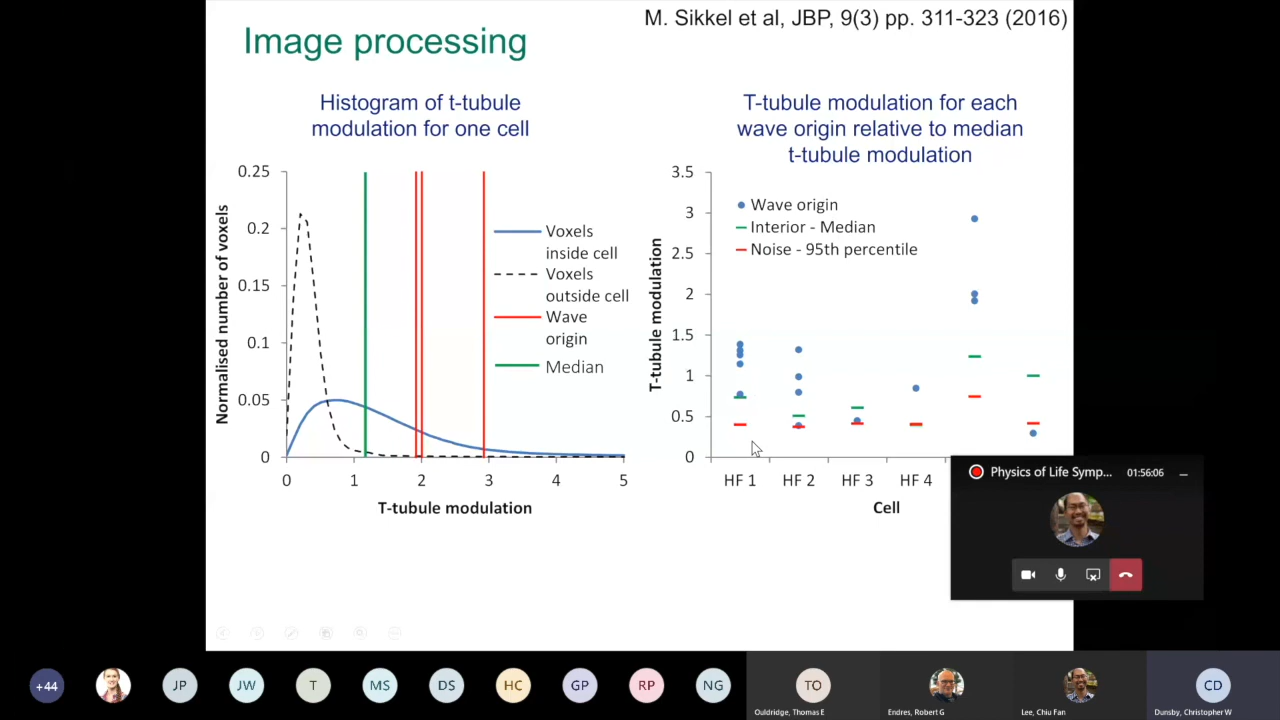 M. Sikkel et al, JBP, 9(3) pp. 311-323 (2016)
Image processing
Histogram of t-tubule
modulation for one cell
0.25
0.2
0.15
0.1
0.05
0
Normalised number of voxels
Voxels
inside cell
Voxels
outside cell
Wave
origin
Median
0 1 2 3 4 5
T-tubule modulation
T-tubule modulation for each
wave origin relative to median
t-tubule modulation
3.5
3
2.5
2
1.5
1
0.5
0
T-tubule modulation
Wave origin
Interior - Median
Noise - 95th percentile
HF 1 HF 2 HF 3 HF 4
Cell
Physics of Life Symp... 01:56:06
+44 JP JW T MS DS HC GP RP NG TO CD
Ouldridge, Thomas E Endres, Robert G Lee, Chiu Fan Dunsby, Christopher W